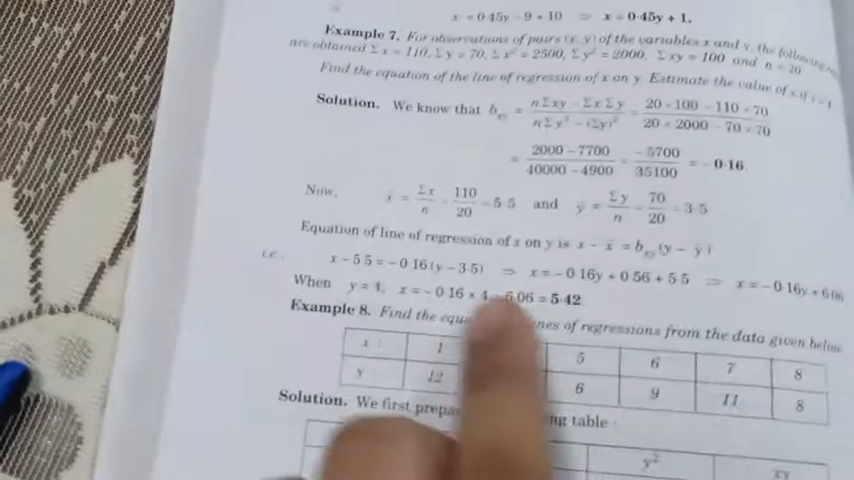 x = 0·45y − 9 + 10 ⇒ x = 0·45y + 1.
Example 7. For observations of pairs (x, y) of the variables x and y, the following
are obtained Σx = 110, Σy = 70, Σx² = 2500, Σy² = 2000, Σxy = 100 and n = 20
Find the equation of the line of regression of x on y. Estimate the value of x if y = 4
Solution. We know that b_xy = (nΣxy − Σx Σy) / (nΣy² − (Σy)²) = (20 × 100 − 110 × 70) / (20 × 2000 − 70 × 70)
= (2000 − 7700) / (40000 − 4900) = −5700 / 35100 = − 0·16
Now, x̄ = Σx / n = 110 / 20 = 5·5 and ȳ = Σy / n = 70 / 20 = 3·5
Equation of line of regression of x on y is x − x̄ = b_xy (y − ȳ)
i.e. x − 5·5 = −0·16 (y − 3·5) ⇒ x = −0·16y + 0·56 + 5·5 ⇒ x = −0·16y + 6·06
When y = 4, x = −0·16 × 4 + 6·06 = 5·42
Example 8. Find the of regressions from the data given below
x : 1 5 6 7 8
y : 12 6 9 11 8
Solution. We first table :
y² xy